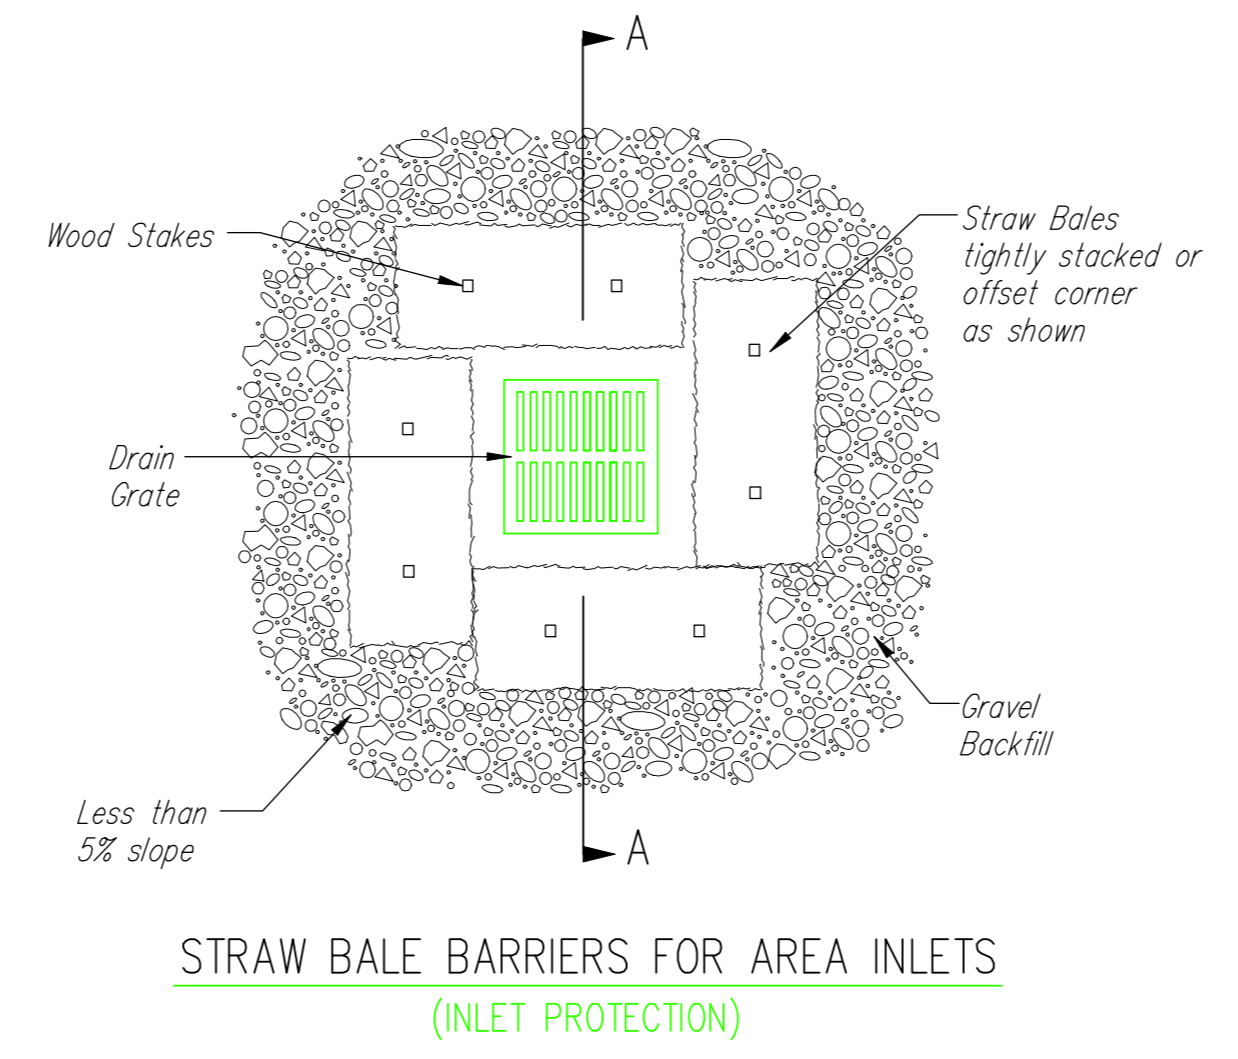 A
Wood Stakes
Straw Bales
tightly stacked or
offset corner
as shown
Drain
Grate
Gravel
Backfill
Less than
5% slope
A
STRAW BALE BARRIERS FOR AREA INLETS
(INLET PROTECTION)